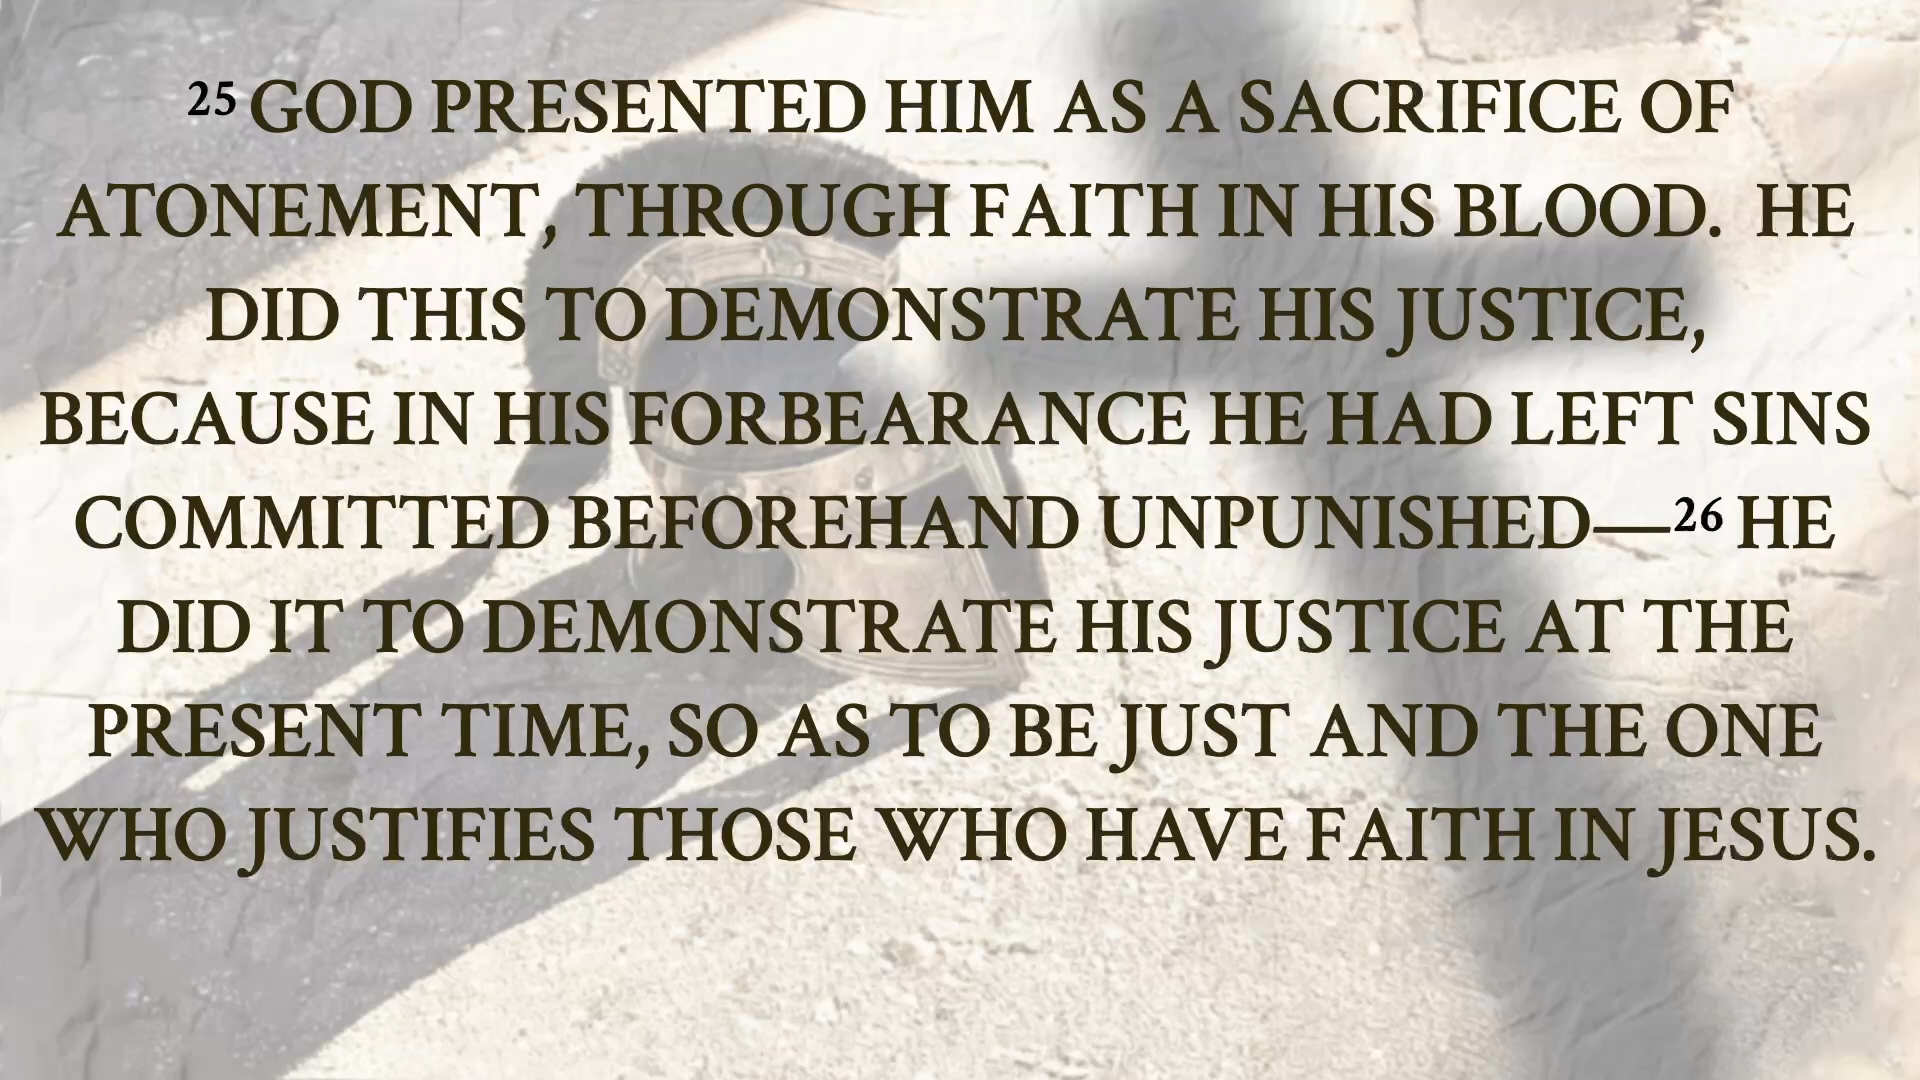 25 GOD PRESENTED HIM AS A SACRIFICE OF
ATONEMENT, THROUGH FAITH IN HIS BLOOD.  HE
DID THIS TO DEMONSTRATE HIS JUSTICE,
BECAUSE IN HIS FORBEARANCE HE HAD LEFT SINS
COMMITTED BEFOREHAND UNPUNISHED—26 HE
DID IT TO DEMONSTRATE HIS JUSTICE AT THE
PRESENT TIME, SO AS TO BE JUST AND THE ONE
WHO JUSTIFIES THOSE WHO HAVE FAITH IN JESUS.